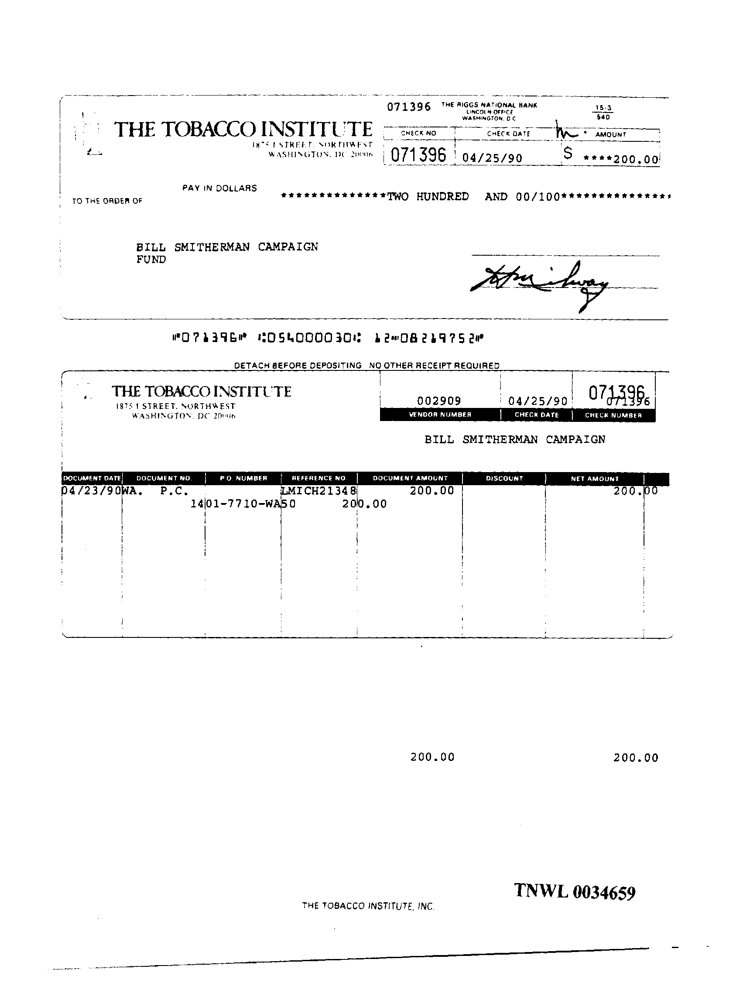 071396 THE RIGGS NATIONAL BANK 15-3
LINCOLN OFFICE 540
WASHINGTON, D C
THE TOBACCO INSTITUTE
1875 I STREET, NORTHWEST
WASHINGTON, DC 20006
CHECK NO CHECK DATE AMOUNT
071396 04/25/90 $ ****200.00
PAY IN DOLLARS **************TWO HUNDRED AND 00/100***************
TO THE ORDER OF
BILL SMITHERMAN CAMPAIGN
FUND
⑈071396⑈ ⑆054000030⑆ 12⑉08219752⑈
DETACH BEFORE DEPOSITING NO OTHER RECEIPT REQUIRED
THE TOBACCO INSTITUTE
1875 I STREET, NORTHWEST
WASHINGTON, DC 20006
002909 04/25/90 071396
071396
VENDOR NUMBER CHECK DATE CHECK NUMBER
BILL SMITHERMAN CAMPAIGN
DOCUMENT DATE DOCUMENT NO. P O NUMBER REFERENCE NO DOCUMENT AMOUNT DISCOUNT NET AMOUNT
04/23/90WA. P.C. LMICH21348 200.00 200.00
1401-7710-WA50 200.00
200.00 200.00
TNWL 0034659
THE TOBACCO INSTITUTE, INC.